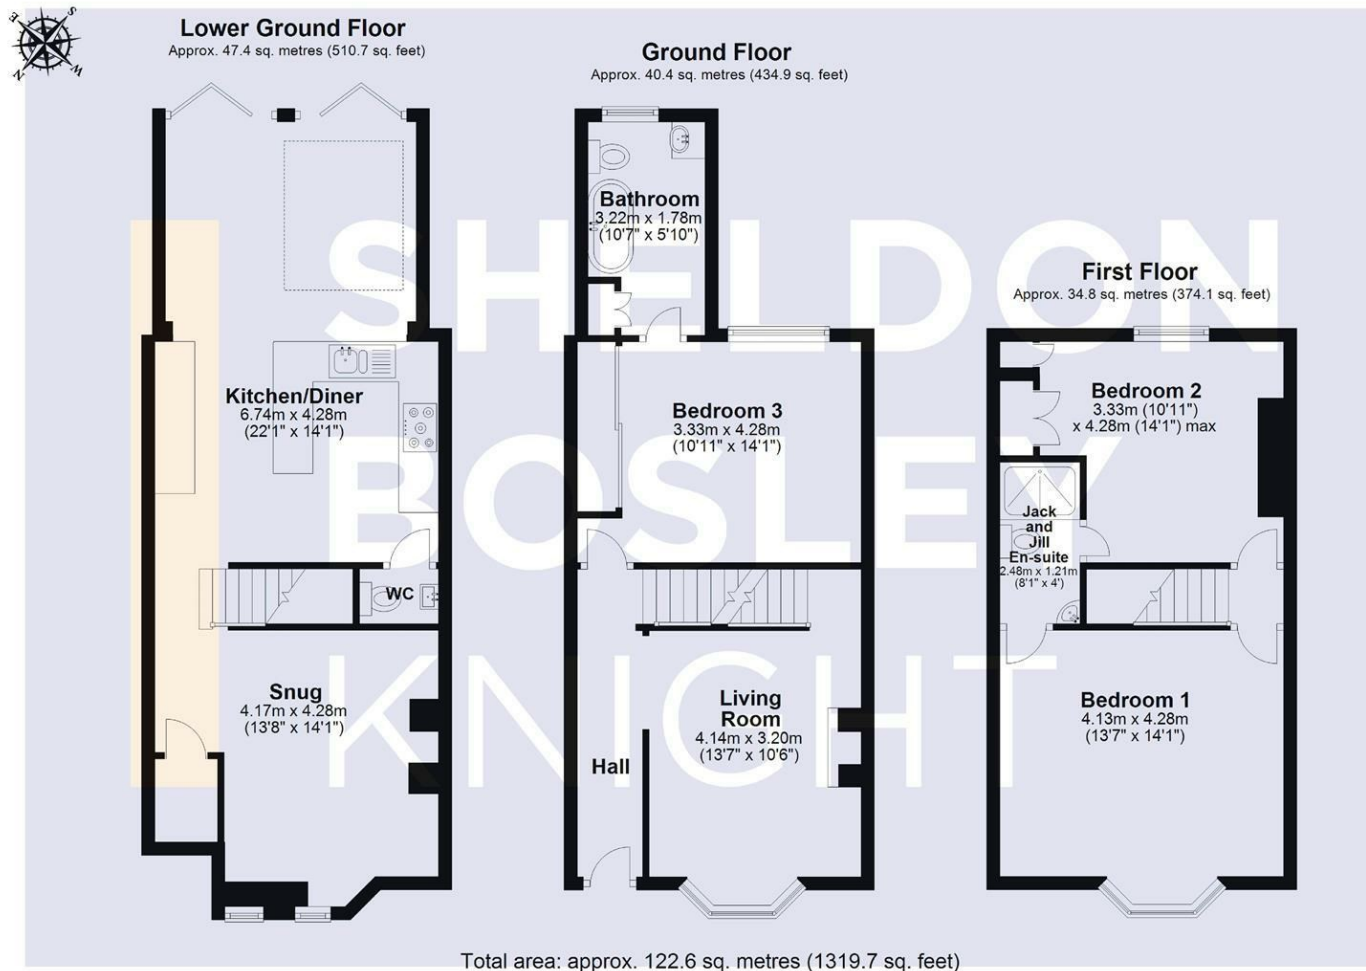 S
E
W
N
Lower Ground Floor
Approx. 47.4 sq. metres (510.7 sq. feet)
Kitchen/Diner
6.74m x 4.28m
(22'1" x 14'1")
WC
Snug
4.17m x 4.28m
(13'8" x 14'1")
Ground Floor
Approx. 40.4 sq. metres (434.9 sq. feet)
Bathroom
3.22m x 1.78m
(10'7" x 5'10")
Bedroom 3
3.33m x 4.28m
(10'11" x 14'1")
Living
Room
4.14m x 3.20m
(13'7" x 10'6")
Hall
First Floor
Approx. 34.8 sq. metres (374.1 sq. feet)
Bedroom 2
3.33m (10'11")
x 4.28m (14'1") max
Jack
and
Jill
En-suite
2.48m x 1.21m
(8'1" x 4')
Bedroom 1
4.13m x 4.28m
(13'7" x 14'1")
SHELDON
BOSLEY
KNIGHT
Total area: approx. 122.6 sq. metres (1319.7 sq. feet)